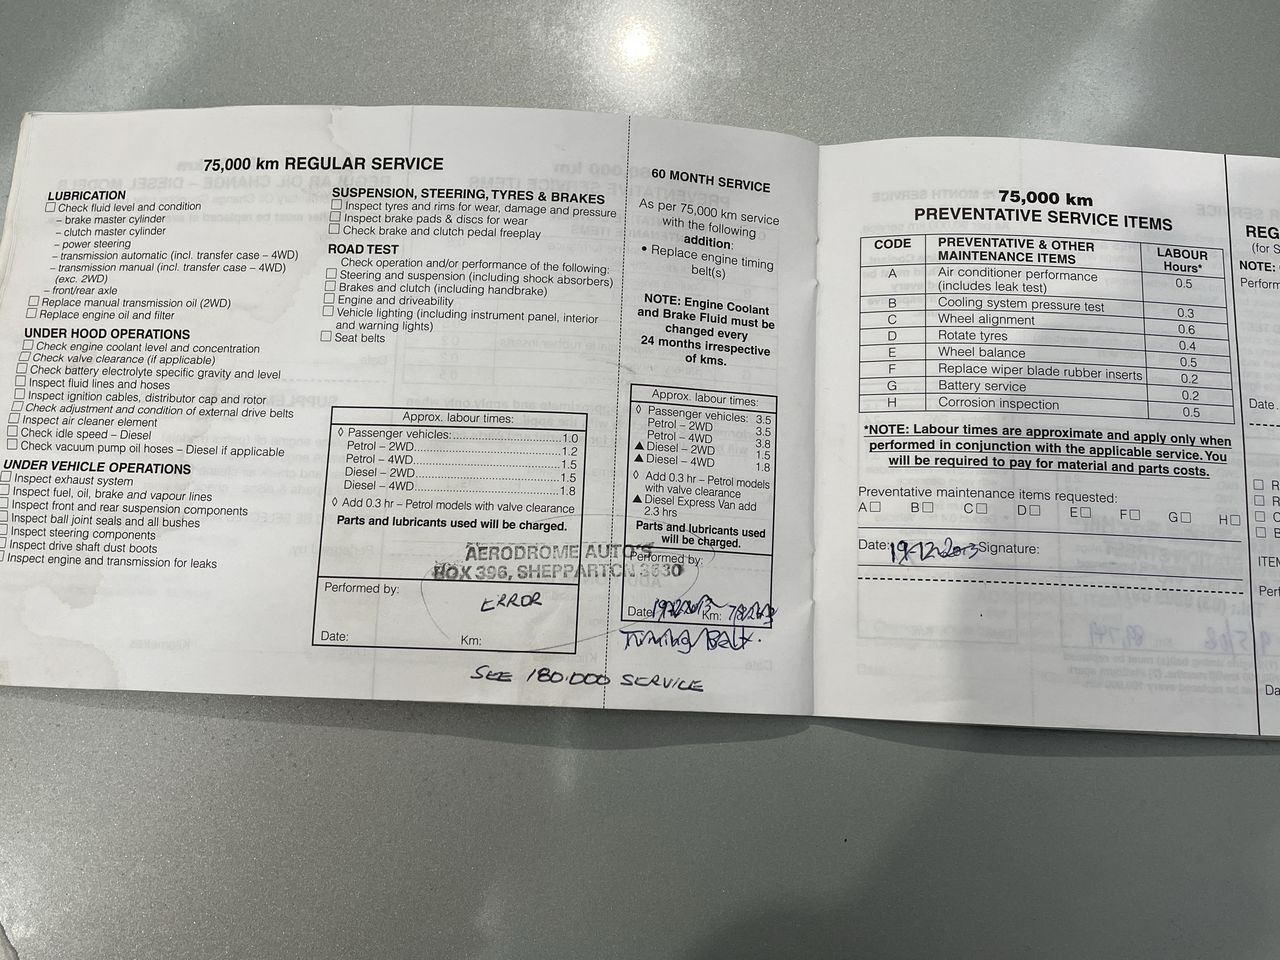 75,000 km REGULAR SERVICE
LUBRICATION
Check fluid level and condition
– brake master cylinder
– clutch master cylinder
– power steering
– transmission automatic (incl. transfer case – 4WD)
– transmission manual (incl. transfer case – 4WD)
(exc. 2WD)
– front/rear axle
Replace manual transmission oil (2WD)
Replace engine oil and filter
UNDER HOOD OPERATIONS
Check engine coolant level and concentration
Check valve clearance (if applicable)
Check battery electrolyte specific gravity and level
Inspect fluid lines and hoses
Inspect ignition cables, distributor cap and rotor
Check adjustment and condition of external drive belts
Inspect air cleaner element
Check idle speed – Diesel
Check vacuum pump oil hoses – Diesel if applicable
UNDER VEHICLE OPERATIONS
Inspect exhaust system
Inspect fuel, oil, brake and vapour lines
Inspect front and rear suspension components
Inspect ball joint seals and all bushes
Inspect steering components
Inspect drive shaft dust boots
Inspect engine and transmission for leaks
SUSPENSION, STEERING, TYRES & BRAKES
Inspect tyres and rims for wear, damage and pressure
Inspect brake pads & discs for wear
Check brake and clutch pedal freeplay
ROAD TEST
Check operation and/or performance of the following:
Steering and suspension (including shock absorbers)
Brakes and clutch (including handbrake)
Engine and driveability
Vehicle lighting (including instrument panel, interior
and warning lights)
Seat belts
Approx. labour times:
◊ Passenger vehicles: 1.0
Petrol – 2WD 1.2
Petrol – 4WD 1.5
Diesel – 2WD 1.5
Diesel – 4WD 1.8
◊ Add 0.3 hr – Petrol models with valve clearance
Parts and lubricants used will be charged.
AERODROME AUTO'S
BOX 396, SHEPPARTON 3630
Performed by:
ERROR
Date: Km:
SEE 180.000 SERVICE
60 MONTH SERVICE
As per 75,000 km service
with the following
addition:
• Replace engine timing
belt(s)
NOTE: Engine Coolant
and Brake Fluid must be
changed every
24 months irrespective
of kms.
Approx. labour times:
◊ Passenger vehicles: 3.5
Petrol – 2WD 3.5
Petrol – 4WD 3.8
▲ Diesel – 2WD 1.5
▲ Diesel – 4WD 1.8
◊ Add 0.3 hr – Petrol models
with valve clearance
▲ Diesel Express Van add
2.3 hrs
Parts and lubricants used
will be charged.
Performed by:
Date Km:
Timing Belt.
75,000 km
PREVENTATIVE SERVICE ITEMS
CODE PREVENTATIVE & OTHER MAINTENANCE ITEMS LABOUR Hours*
A Air conditioner performance (includes leak test) 0.5
B Cooling system pressure test 0.3
C Wheel alignment 0.6
D Rotate tyres 0.4
E Wheel balance 0.5
F Replace wiper blade rubber inserts 0.2
G Battery service 0.2
H Corrosion inspection 0.5
*NOTE: Labour times are approximate and apply only when
performed in conjunction with the applicable service. You
will be required to pay for material and parts costs.
Preventative maintenance items requested:
A B C D E F G H
Date: 19-12-2013 Signature:
REG
(for S
NOTE:
Perform
Date.
R
R
C
B
ITEM
Perf
Da